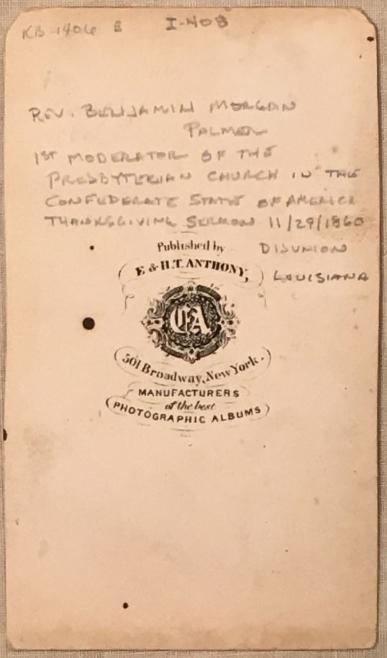 KB-1406 B I-408
REV. BENJAMIN MORGAN
PALMER
1ST MODERATOR OF THE
PRESBYTERIAN CHURCH IN THE
CONFEDERATE STATE OF AMERICA
THANKSGIVING SERMON 11/29/1860
DISUNION
LOUISIANA
Published by
E & H.T. ANTHONY,
EA
501 Broadway, New York.
MANUFACTURERS
of the best
PHOTOGRAPHIC ALBUMS